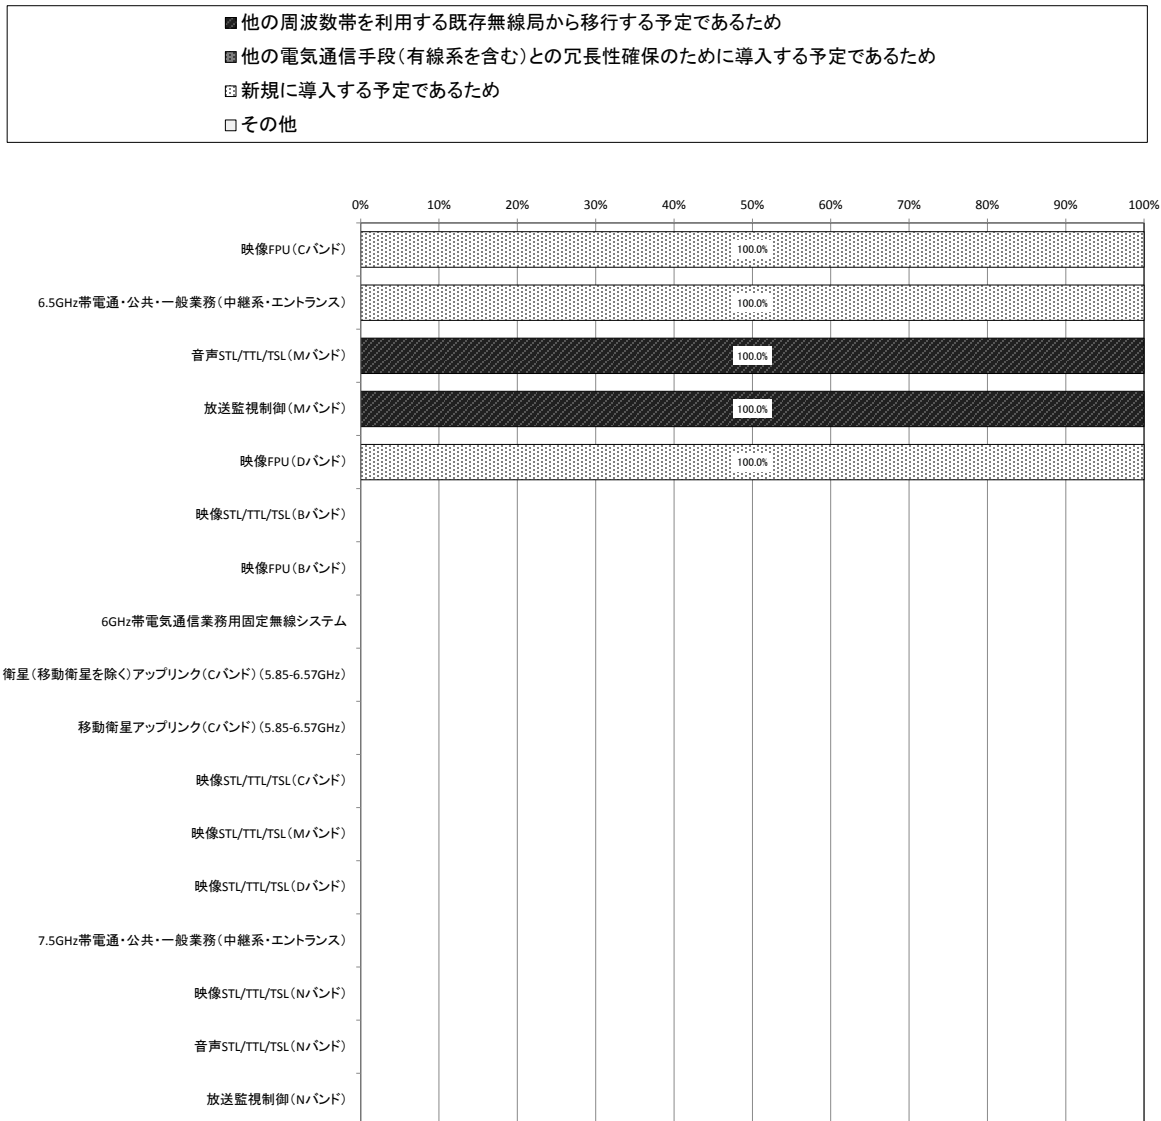 他の周波数帯を利用する既存無線局から移行する予定であるため
他の電気通信手段（有線系を含む）との冗長性確保のために導入する予定であるため
新規に導入する予定であるため
その他
0% 10% 20% 30% 40% 50% 60% 70% 80% 90% 100%
映像FPU（Cバンド） 100.0%
6.5GHz帯電通・公共・一般業務（中継系・エントランス） 100.0%
音声STL/TTL/TSL（Mバンド） 100.0%
放送監視制御（Mバンド） 100.0%
映像FPU（Dバンド） 100.0%
映像STL/TTL/TSL（Bバンド）
映像FPU（Bバンド）
6GHz帯電気通信業務用固定無線システム
衛星（移動衛星を除く）アップリンク（Cバンド）（5.85-6.57GHz）
移動衛星アップリンク（Cバンド）（5.85-6.57GHz）
映像STL/TTL/TSL（Cバンド）
映像STL/TTL/TSL（Mバンド）
映像STL/TTL/TSL（Dバンド）
7.5GHz帯電通・公共・一般業務（中継系・エントランス）
映像STL/TTL/TSL（Nバンド）
音声STL/TTL/TSL（Nバンド）
放送監視制御（Nバンド）